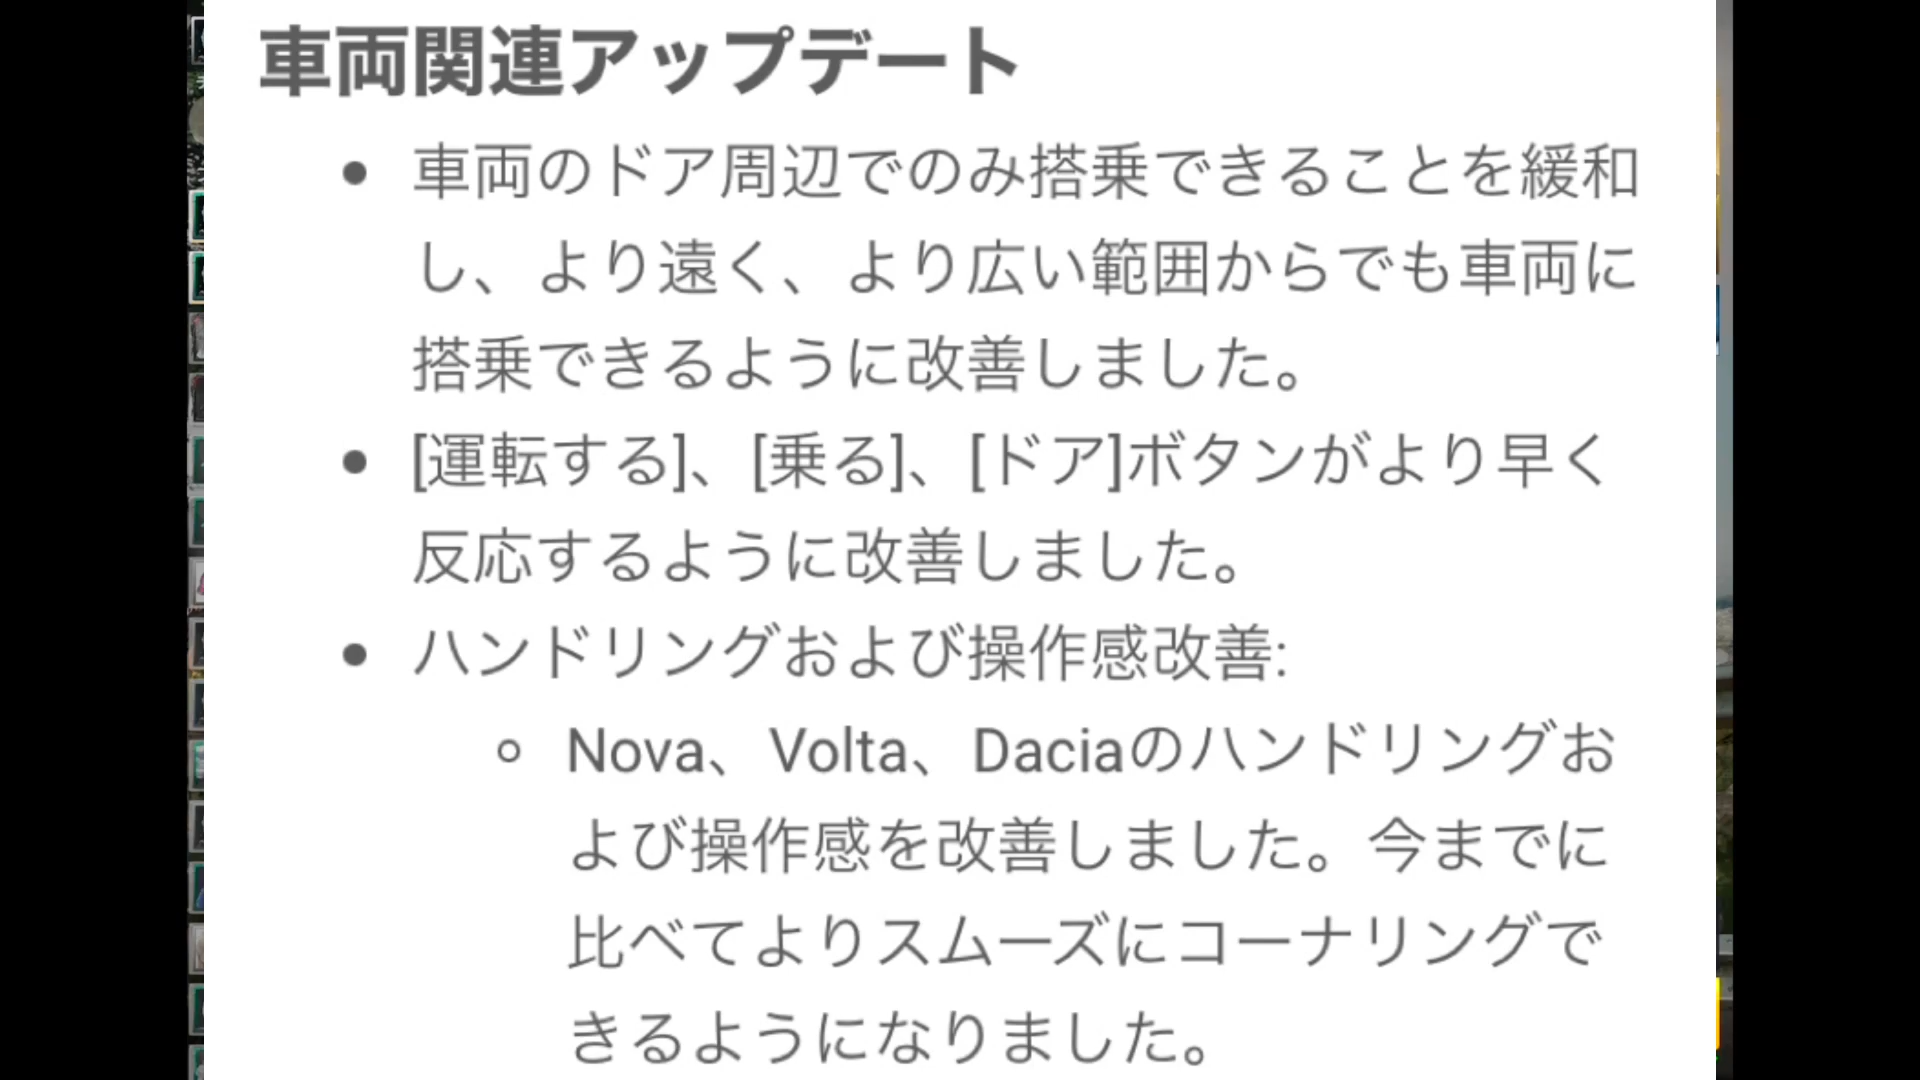 車両関連アップデート
車両のドア周辺でのみ搭乗できることを緩和
し、より遠く、より広い範囲からでも車両に
搭乗できるように改善しました。
[運転する]、[乗る]、[ドア]ボタンがより早く
反応するように改善しました。
ハンドリングおよび操作感改善:
Nova、Volta、Daciaのハンドリングお
よび操作感を改善しました。今までに
比べてよりスムーズにコーナリングで
きるようになりました。